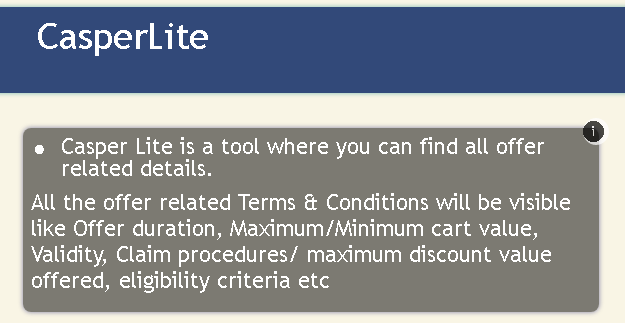 CasperLite
i
● Casper Lite is a tool where you can find all offer
related details.
All the offer related Terms & Conditions will be visible
like Offer duration, Maximum/Minimum cart value,
Validity, Claim procedures/ maximum discount value
offered, eligibility criteria etc